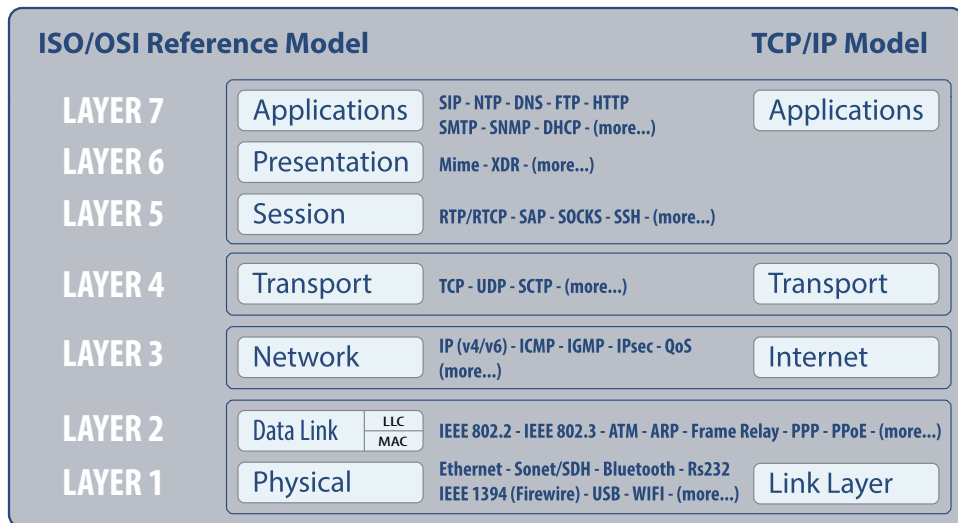 ISO/OSI Reference Model
TCP/IP Model
LAYER 7
Applications
SIP - NTP - DNS - FTP - HTTP
SMTP - SNMP - DHCP - (more...)
Applications
LAYER 6
Presentation
Mime - XDR - (more...)
LAYER 5
Session
RTP/RTCP - SAP - SOCKS - SSH - (more...)
LAYER 4
Transport
TCP - UDP - SCTP - (more...)
Transport
LAYER 3
Network
IP (v4/v6) - ICMP - IGMP - IPsec - QoS
(more...)
Internet
LAYER 2
Data Link
LLC
MAC
IEEE 802.2 - IEEE 802.3 - ATM - ARP - Frame Relay - PPP - PPoE - (more...)
LAYER 1
Physical
Ethernet - Sonet/SDH - Bluetooth - Rs232
IEEE 1394 (Firewire) - USB - WIFI - (more...)
Link Layer